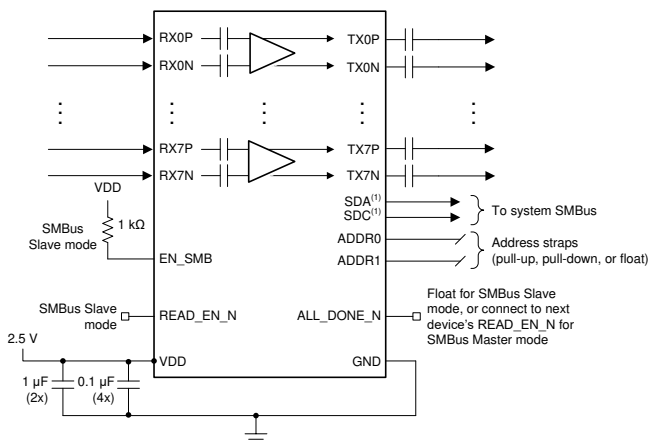 RX0P
TX0P
RX0N
TX0N
RX7P
TX7P
RX7N
TX7N
VDD
1 kΩ
SMBus
Slave mode
EN_SMB
SDA(1)
SDC(1)
To system SMBus
ADDR0
ADDR1
Address straps
(pull-up, pull-down, or float)
SMBus Slave
mode
READ_EN_N
ALL_DONE_N
Float for SMBus Slave
mode, or connect to next
device's READ_EN_N for
SMBus Master mode
2.5 V
VDD
GND
1 µF
(2x)
0.1 µF
(4x)